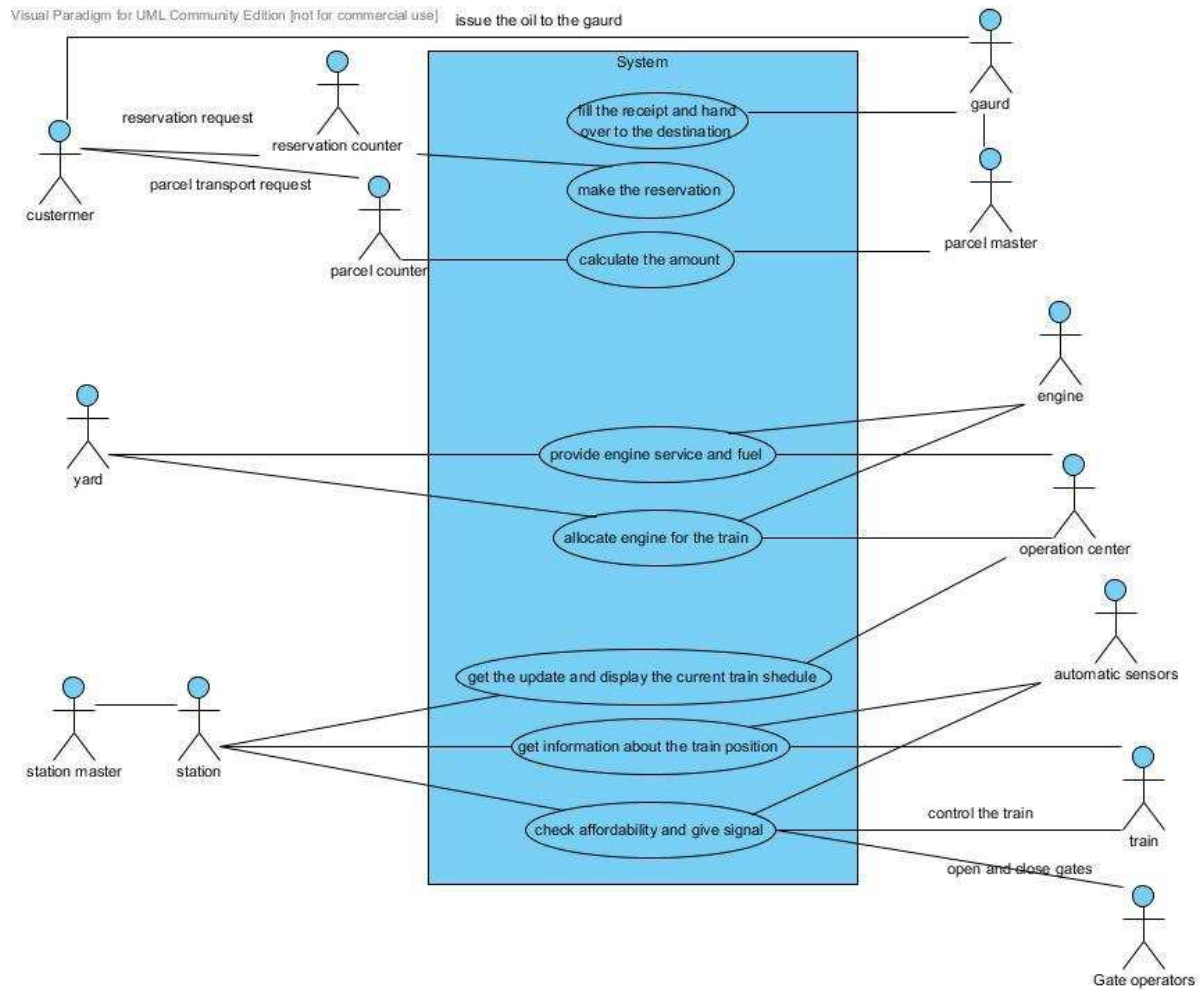 Visual Paradigm for UML Community Edition [not for commercial use]
issue the oil to the gaurd
System
fill the receipt and hand
over to the destination
gaurd
reservation request
reservation counter
parcel transport request
make the reservation
custermer
parcel master
calculate the amount
parcel counter
engine
provide engine service and fuel
yard
allocate engine for the train
operation center
get the update and display the current train shedule
automatic sensors
get information about the train position
station master
station
control the train
check affordability and give signal
train
open and close gates
Gate operators